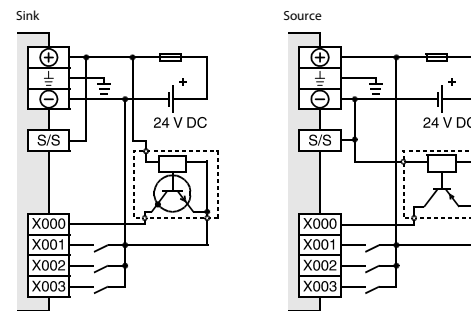 Sink
Source
+
−
24 V DC
S/S
X000
X001
X002
X003
+
−
24 V DC
S/S
X000
X001
X002
X003